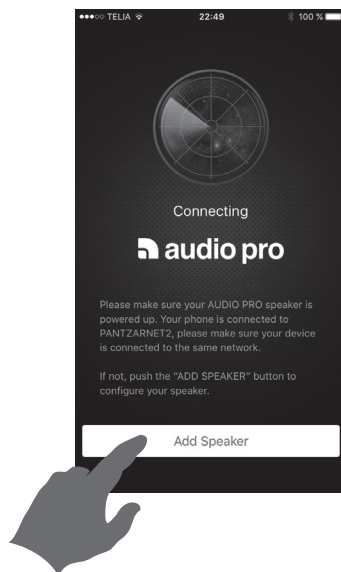 TELIA 22:49 100 %
Connecting
audio pro
Please make sure your AUDIO PRO speaker is
powered up. Your phone is connected to
PANTZARNET2, please make sure your device
is connected to the same network.
If not, push the “ADD SPEAKER” button to
configure your speaker.
Add Speaker